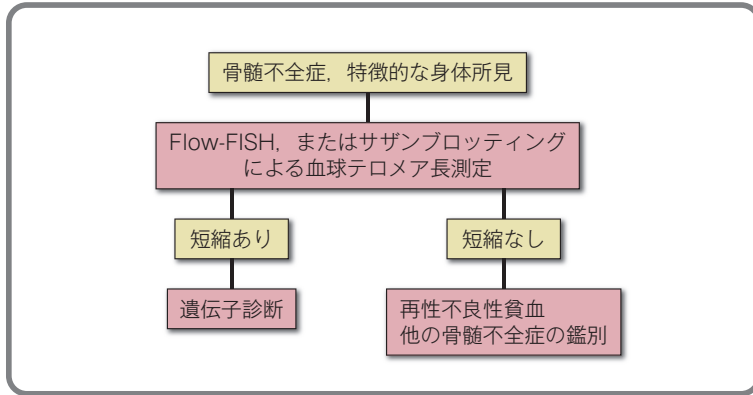 骨髄不全症，特徴的な身体所見
Flow-FISH，またはサザンブロッティング
による血球テロメア長測定
短縮あり
短縮なし
遺伝子診断
再性不良性貧血
他の骨髄不全症の鑑別